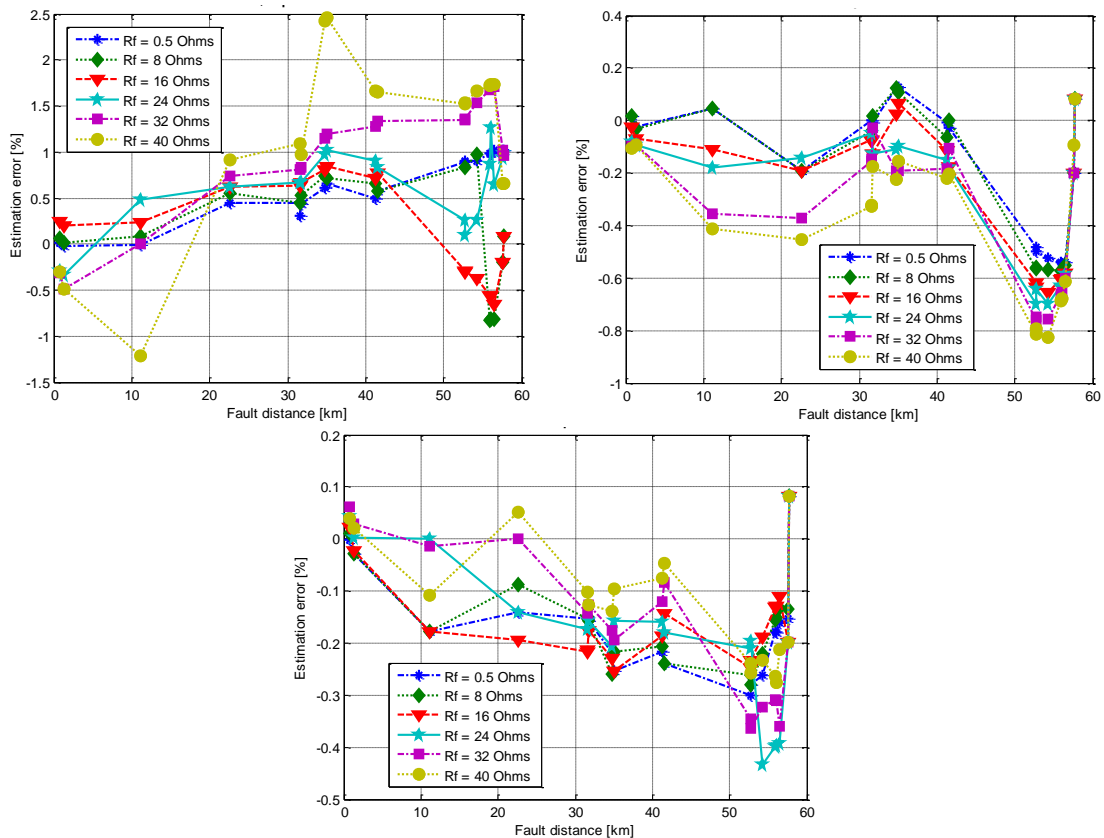 2.5
2
1.5
1
0.5
0
-0.5
-1
-1.5
Estimation error [%]
Rf = 0.5 Ohms
Rf = 8 Ohms
Rf = 16 Ohms
Rf = 24 Ohms
Rf = 32 Ohms
Rf = 40 Ohms
0 10 20 30 40 50 60
Fault distance [km]
0.4
0.2
0
-0.2
-0.4
-0.6
-0.8
-1
Estimation error [%]
Rf = 0.5 Ohms
Rf = 8 Ohms
Rf = 16 Ohms
Rf = 24 Ohms
Rf = 32 Ohms
Rf = 40 Ohms
0 10 20 30 40 50 60
Fault distance [km]
0.2
0.1
0
-0.1
-0.2
-0.3
-0.4
-0.5
Estimation error [%]
Rf = 0.5 Ohms
Rf = 8 Ohms
Rf = 16 Ohms
Rf = 24 Ohms
Rf = 32 Ohms
Rf = 40 Ohms
0 10 20 30 40 50 60
Fault distance [km]